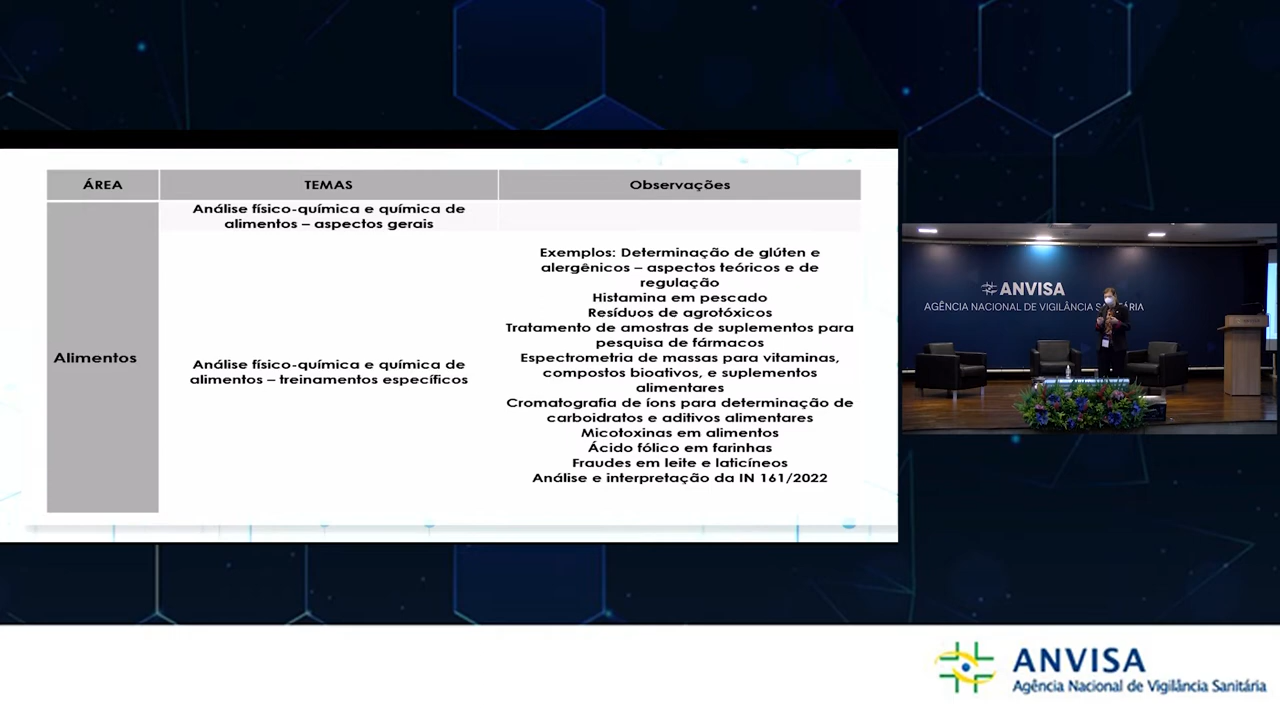 ÁREA
TEMAS
Observações
Análise físico-química e química de
alimentos – aspectos gerais
Alimentos
Análise físico-química e química de
alimentos – treinamentos específicos
Exemplos: Determinação de glúten e
alergênicos – aspectos teóricos e de
regulação
Histamina em pescado
Resíduos de agrotóxicos
Tratamento de amostras de suplementos para
pesquisa de fármacos
Espectrometria de massas para vitaminas,
compostos bioativos, e suplementos
alimentares
Cromatografia de íons para determinação de
carboidratos e aditivos alimentares
Micotoxinas em alimentos
Ácido fólico em farinhas
Fraudes em leite e laticíneos
Análise e interpretação da IN 161/2022
ANVISA
AGÊNCIA NACIONAL DE VIGILÂNCIA SANITÁRIA
ANVISA
Agência Nacional de Vigilância Sanitária